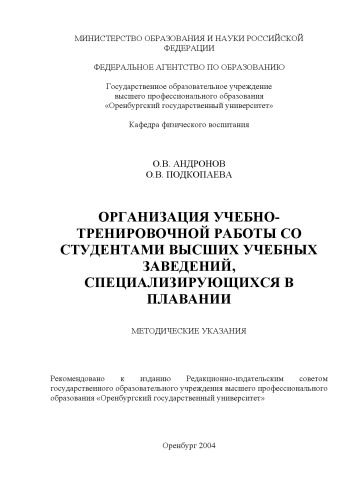 МИНИСТЕРСТВО ОБРАЗОВАНИЯ И НАУКИ РОССИЙСКОЙ
ФЕДЕРАЦИИ
ФЕДЕРАЛЬНОЕ АГЕНТСТВО ПО ОБРАЗОВАНИЮ
Государственное образовательное учреждение
высшего профессионального образования
«Оренбургский государственный университет»
Кафедра физического воспитания
О.В. АНДРОНОВ
О.В. ПОДКОПАЕВА
ОРГАНИЗАЦИЯ УЧЕБНО-
ТРЕНИРОВОЧНОЙ РАБОТЫ СО
СТУДЕНТАМИ ВЫСШИХ УЧЕБНЫХ
ЗАВЕДЕНИЙ,
СПЕЦИАЛИЗИРУЮЩИХСЯ В
ПЛАВАНИИ
МЕТОДИЧЕСКИЕ УКАЗАНИЯ
Рекомендовано к изданию Редакционно-издательским советом
государственного образовательного учреждения высшего профессионального
образования «Оренбургский государственный университет»
Оренбург 2004